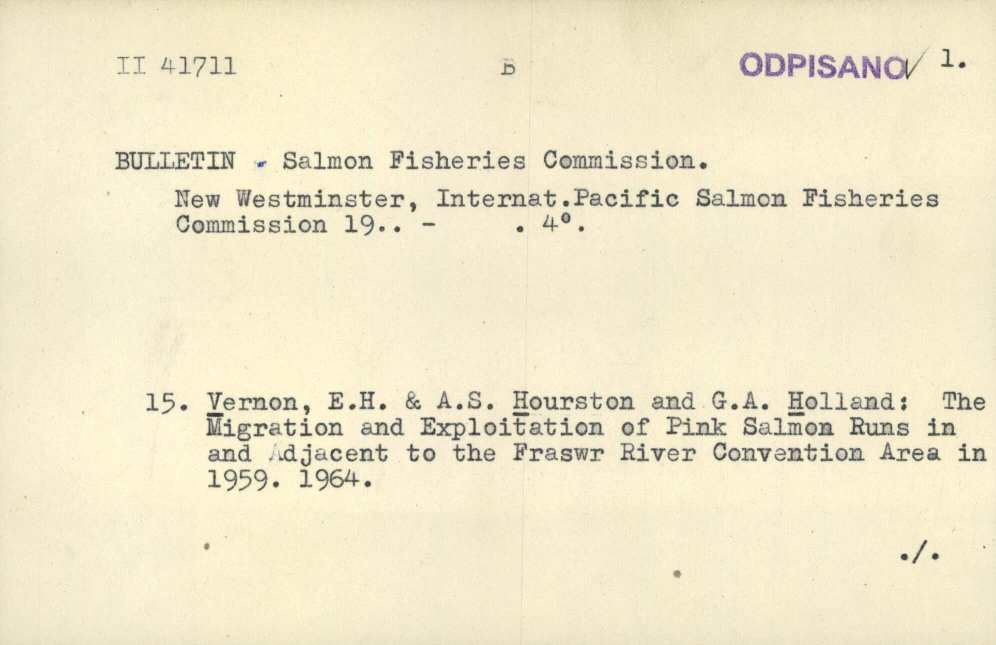 II 41711 B ODPISANO 1.
BULLETIN - Salmon Fisheries Commission.
New Westminster, Internat.Pacific Salmon Fisheries
Commission 19.. - . 4°.
15. Vernon, E.H. & A.S. Hourston and G.A. Holland: The
Migration and Exploitation of Pink Salmon Runs in
and Adjacent to the Fraswr River Convention Area in
1959. 1964.
./.